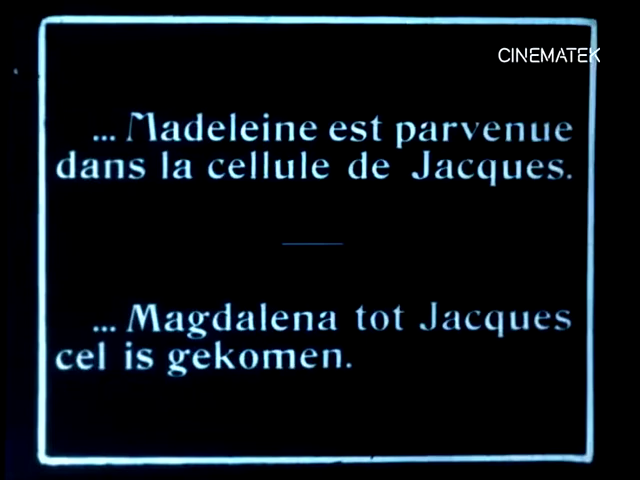 CINEMATEK
... Madeleine est parvenue
dans la cellule de Jacques.
... Magdalena tot Jacques
cel is gekomen.